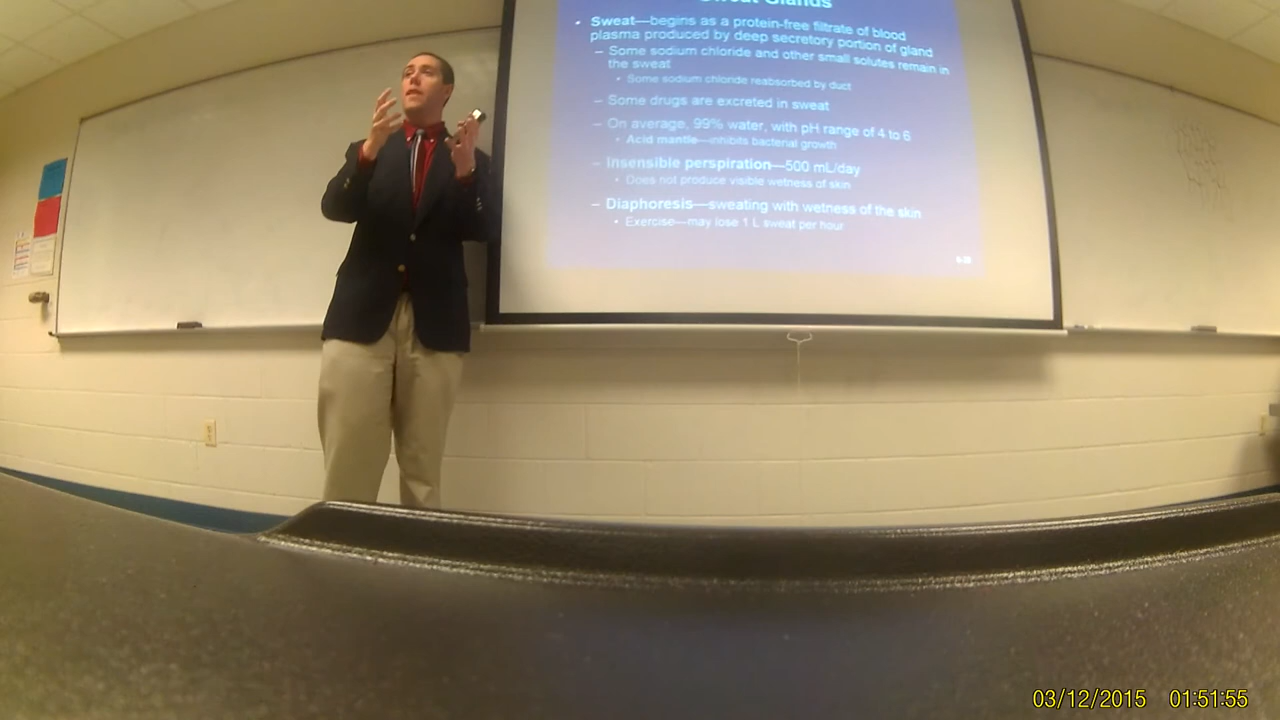 Sweat Glands
• Sweat—begins as a protein-free filtrate of blood
plasma produced by deep secretory portion of gland
– Some sodium chloride and other small solutes remain in
the sweat
• Some sodium chloride reabsorbed by duct
– Some drugs are excreted in sweat
– On average, 99% water, with pH range of 4 to 6
• Acid mantle—inhibits bacterial growth
– Insensible perspiration—500 mL/day
• Does not produce visible wetness of skin
– Diaphoresis—sweating with wetness of the skin
• Exercise—may lose 1 L sweat per hour
03/12/2015 01:51:55